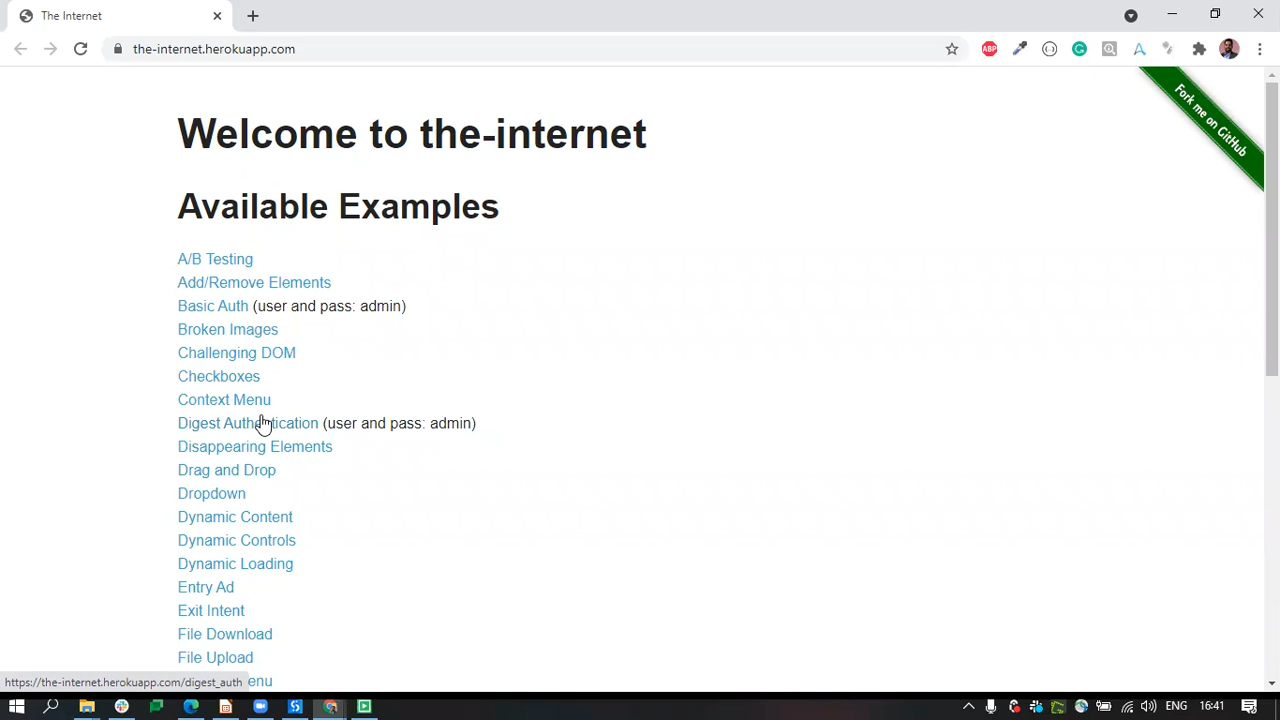 The Internet
the-internet.herokuapp.com
ABP
Fork me on GitHub
Welcome to the-internet
Available Examples
A/B Testing
Add/Remove Elements
Basic Auth (user and pass: admin)
Broken Images
Challenging DOM
Checkboxes
Context Menu
Digest Authentication (user and pass: admin)
Disappearing Elements
Drag and Drop
Dropdown
Dynamic Content
Dynamic Controls
Dynamic Loading
Entry Ad
Exit Intent
File Download
File Upload
https://the-internet.herokuapp.com/digest_auth enu
ENG 16:41